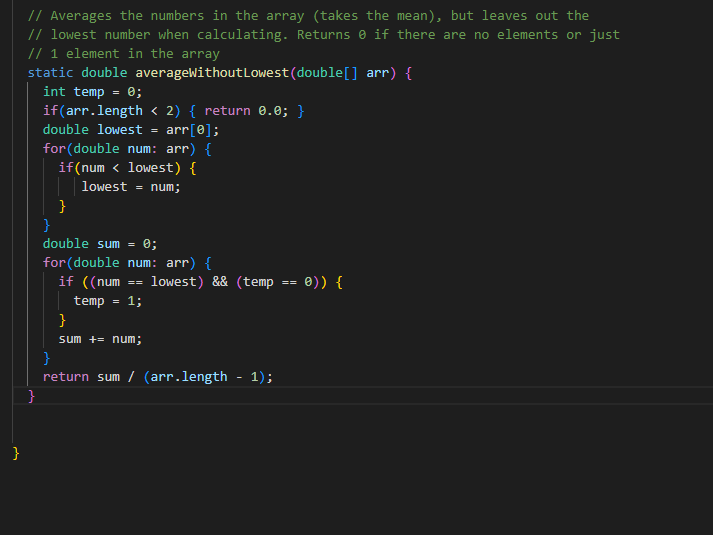 // Averages the numbers in the array (takes the mean), but leaves out the
// lowest number when calculating. Returns 0 if there are no elements or just
// 1 element in the array
static double averageWithoutLowest(double[] arr) {
int temp = 0;
if(arr.length < 2) { return 0.0; }
double lowest = arr[0];
for(double num: arr) {
if(num < lowest) {
lowest = num;
}
}
double sum = 0;
for(double num: arr) {
if ((num == lowest) && (temp == 0)) {
temp = 1;
}
sum += num;
}
return sum / (arr.length - 1);
}
}